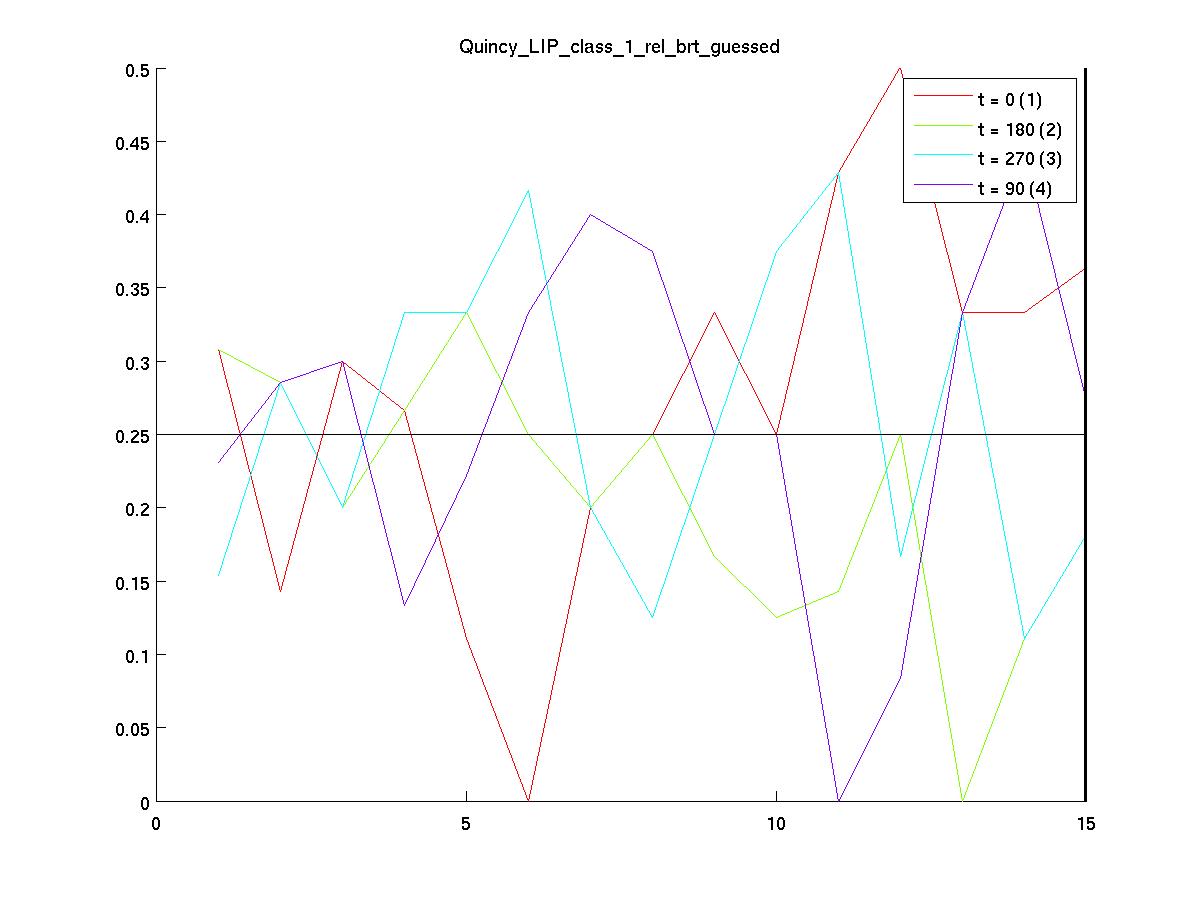 Quincy_LIP_class_1_rel_brt_guessed
0.5
0.45
0.4
0.35
0.3
0.25
0.2
0.15
0.1
0.05
0
0 5 10 15
t = 0 (1)
t = 180 (2)
t = 270 (3)
t = 90 (4)